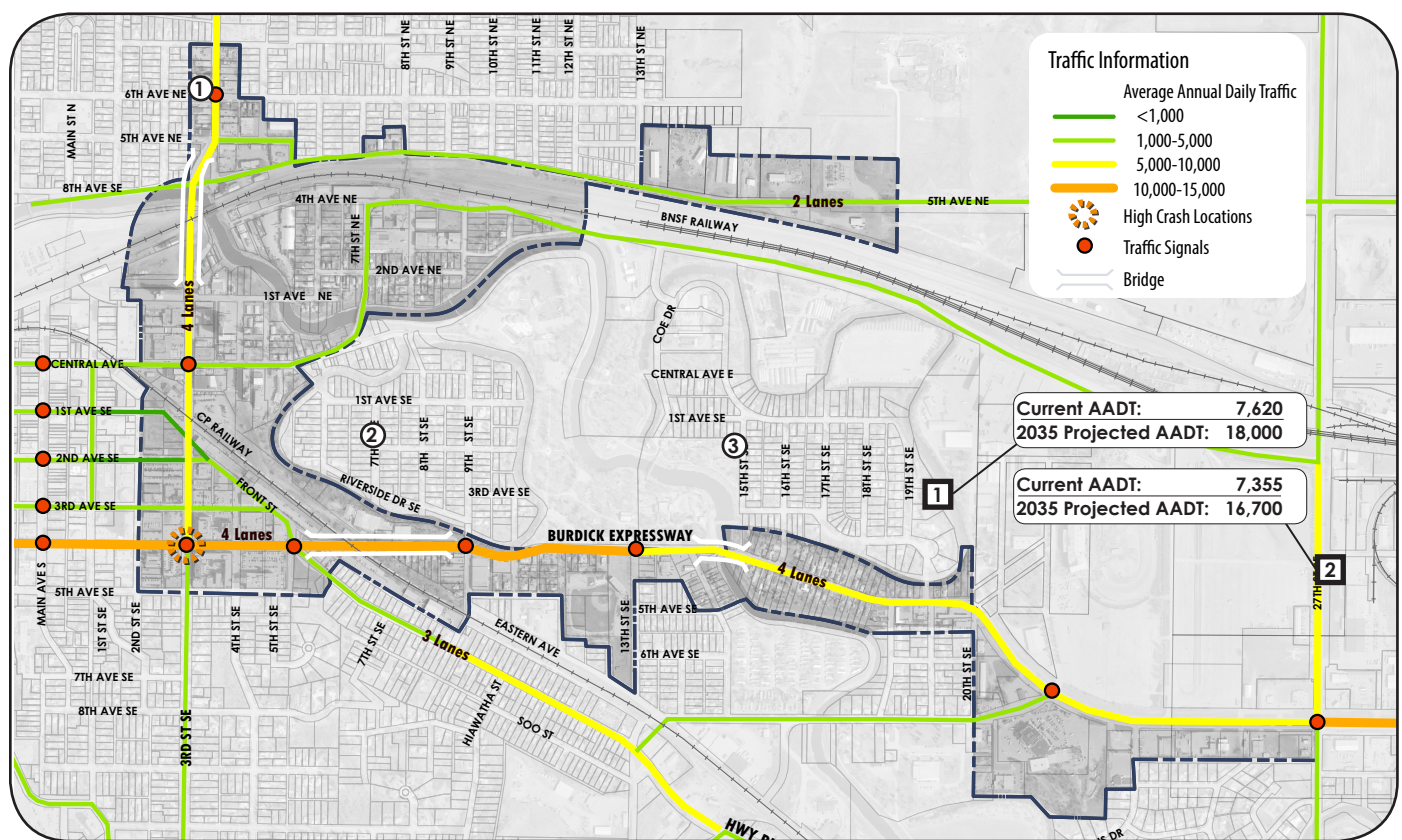 8TH ST NE
9TH ST NE
10TH ST NE
11TH ST NE
12TH ST NE
13TH ST NE
Traffic Information
Average Annual Daily Traffic
<1,000
1,000-5,000
5,000-10,000
10,000-15,000
High Crash Locations
Traffic Signals
Bridge
MAIN ST N
6TH AVE NE
1
5TH AVE NE
8TH AVE SE
4TH AVE NE
7TH ST NE
2ND AVE NE
1ST AVE NE
BNSF RAILWAY
2 Lanes
5TH AVE NE
4 Lanes
CENTRAL AVE
1ST AVE SE
2ND AVE SE
3RD AVE SE
CP RAILWAY
FRONT ST
COE DR
CENTRAL AVE E
1ST AVE SE
1ST AVE SE
2
7TH
8TH ST SE
9TH ST SE
3RD AVE SE
RIVERSIDE DR SE
3
15TH ST SE
16TH ST SE
17TH ST SE
18TH ST SE
19TH ST SE
Current AADT: 7,620
2035 Projected AADT: 18,000
1
Current AADT: 7,355
2035 Projected AADT: 16,700
2
27TH
4 Lanes
BURDICK EXPRESSWAY
4 Lanes
MAIN AVE S
5TH AVE SE
1ST ST SE
2ND ST SE
4TH ST SE
5TH ST SE
7TH AVE SE
8TH AVE SE
3RD ST SE
7TH ST SE
3 Lanes
EASTERN AVE
HIAWATHA ST
SOO ST
13TH ST SE
5TH AVE SE
6TH AVE SE
20TH ST SE
HWY
DR